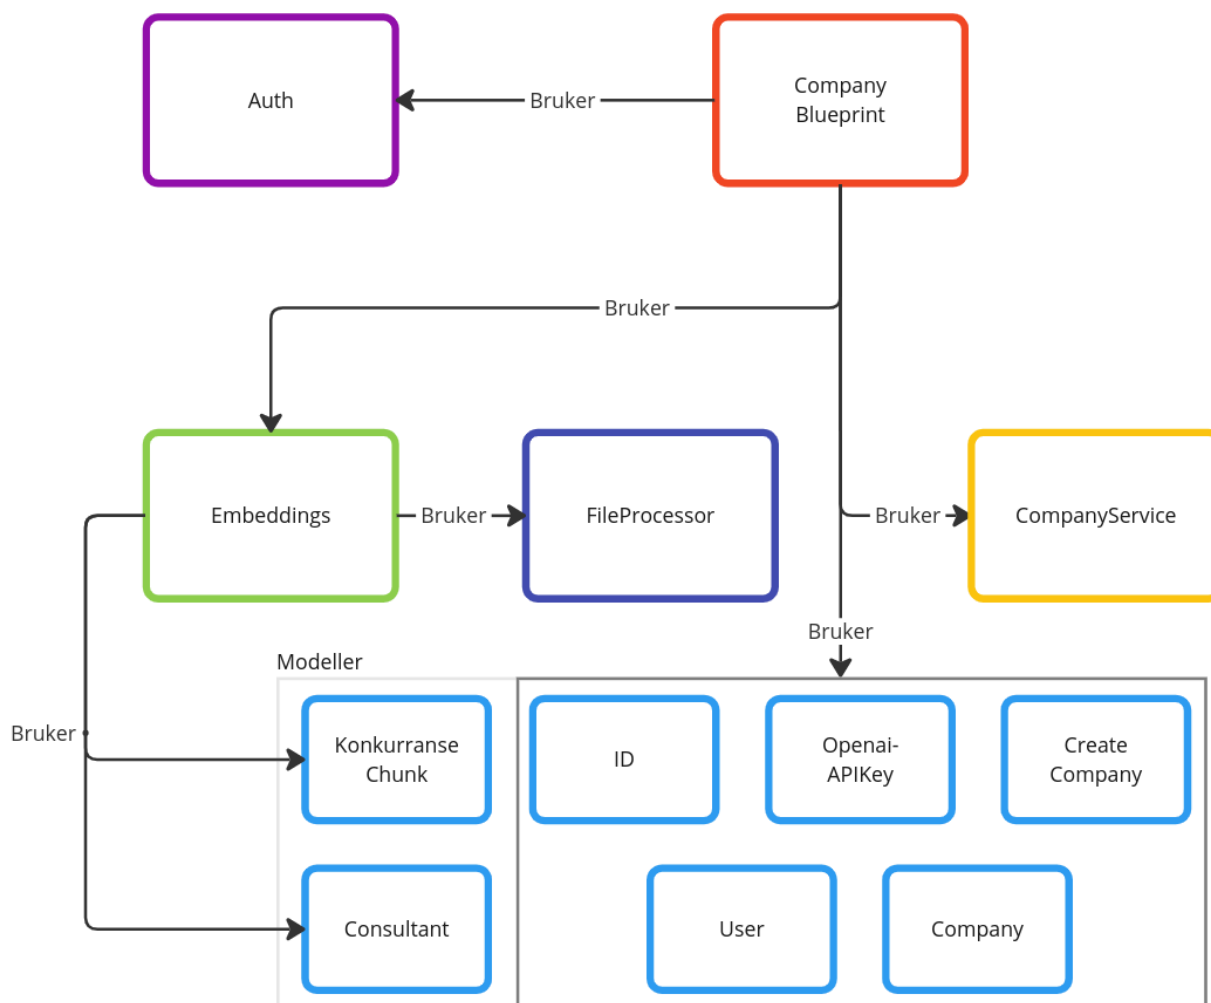 Auth
Bruker
Company
Blueprint
Bruker
Embeddings
Bruker
FileProcessor
Bruker
CompanyService
Bruker
Modeller
Bruker
Konkurranse
Chunk
ID
Openai-
APIKey
Create
Company
Consultant
User
Company